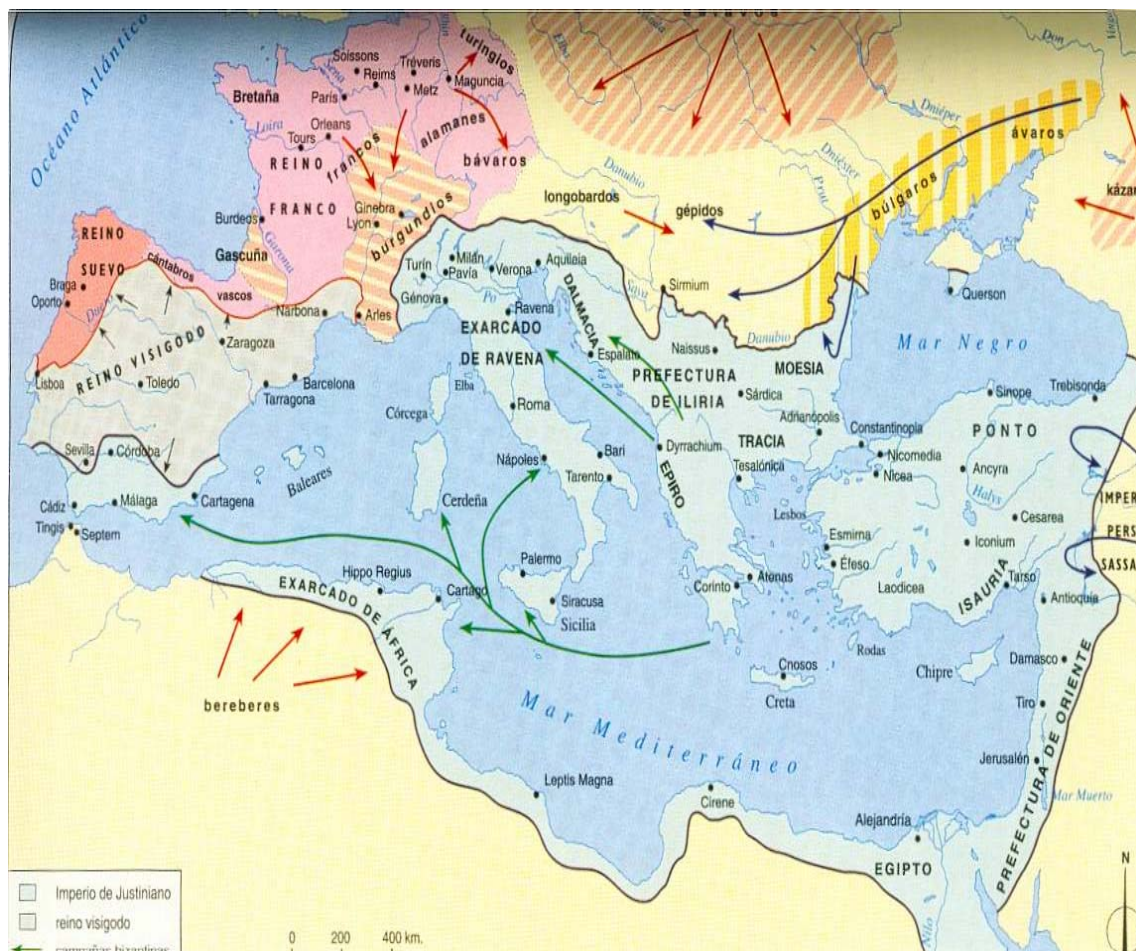 Océano Atlántico
Elba
Don
turingios
Soissons
Sena
Reims
Tréveris
Maguncia
Metz
París
Bretaña
Loira
Orleans
Tours
REINO
FRANCO
francos
alamanes
bávaros
Burdeos
Garona
Gascuña
Ginebra
Lyon
burgundios
Danubio
longobardos
gépidos
Dniéster
Dniéper
Prut
búlgaros
ávaros
REINO
SUEVO
cántabros
vascos
Braga
Oporto
Narbona
Arles
REINO VISIGODO
Zaragoza
Lisboa
Toledo
Barcelona
Tarragona
Sevilla
Córdoba
Cádiz
Málaga
Cartagena
Tingis
Septem
Baleares
Turín
Milán
Pavía
Verona
Aquileia
Génova
Po
Ravena
EXARCADO
DE RAVENA
Elba
Córcega
Roma
Cerdeña
Nápoles
Bari
Tarento
Palermo
Siracusa
Sicilia
DALMACIA
Sava
Sirmium
Espalato
Naissus
Danubio
PREFECTURA
DE ILIRIA
MOESIA
Sárdica
Adrianópolis
Dyrrachium
EPIRO
TRACIA
Tesalónica
Constantinopla
Nicomedia
Nicea
Querson
Mar Negro
Sinope
Trebisonda
PONTO
Ancyra
Halys
Cesarea
Iconium
Lesbos
Esmirna
Éfeso
Laodicea
ISAURIA
Tarso
Antioquía
IMPER
PERS
SASSA
Corinto
Atenas
Rodas
Chipre
Cnosos
Creta
Damasco
Tiro
Jerusalén
Mar Muerto
PREFECTURA DE ORIENTE
Hippo Regius
Cartago
EXARCADO DE ÁFRICA
bereberes
Mar Mediterráneo
Leptis Magna
Cirene
Alejandría
EGIPTO
Nilo
N
Imperio de Justiniano
reino visigodo
campañas bizantinas
0 200 400 km.